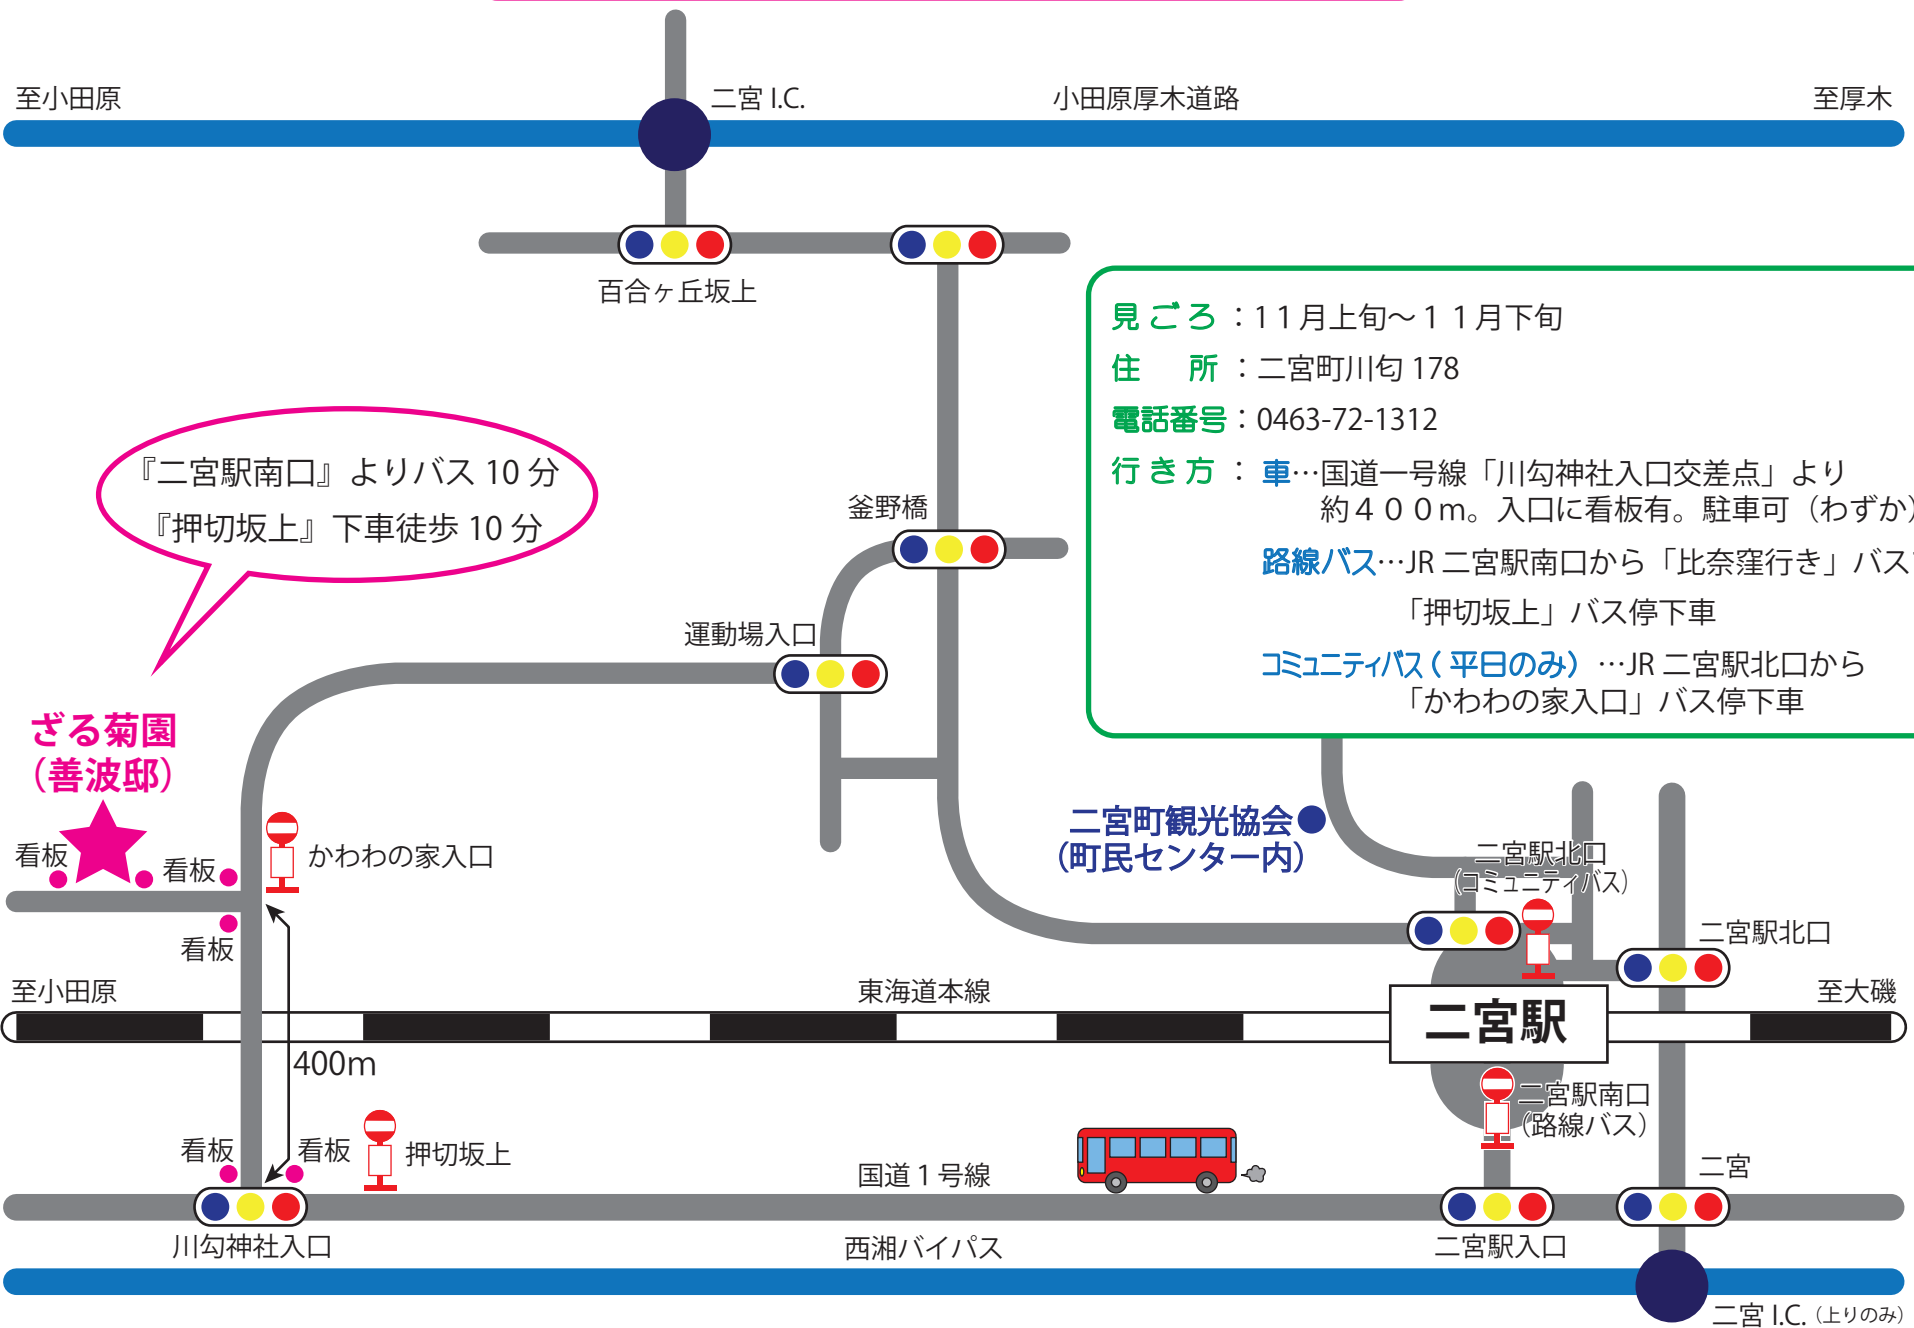 至小田原
二宮 I.C.
小田原厚木道路
至厚木
百合ヶ丘坂上
見ごろ：11月上旬～11月下旬
住　所：二宮町川匂 178
電話番号：0463-72-1312
行き方：車…国道一号線「川勾神社入口交差点」より
約４００ｍ。入口に看板有。駐車可（わずか）
路線バス…JR 二宮駅南口から「比奈窪行き」バス
「押切坂上」バス停下車
コミュニティバス（平日のみ）…JR 二宮駅北口から
「かわわの家入口」バス停下車
『二宮駅南口』よりバス 10 分
『押切坂上』下車徒歩 10 分
釜野橋
運動場入口
ざる菊園
（善波邸）
看板
看板
かわわの家入口
看板
二宮町観光協会
（町民センター内）
二宮駅北口
（コミュニティバス）
二宮駅北口
至小田原
東海道本線
二宮駅
至大磯
400m
二宮駅南口
（路線バス）
看板
看板
押切坂上
国道１号線
二宮
川勾神社入口
西湘バイパス
二宮駅入口
二宮 I.C.（上りのみ）